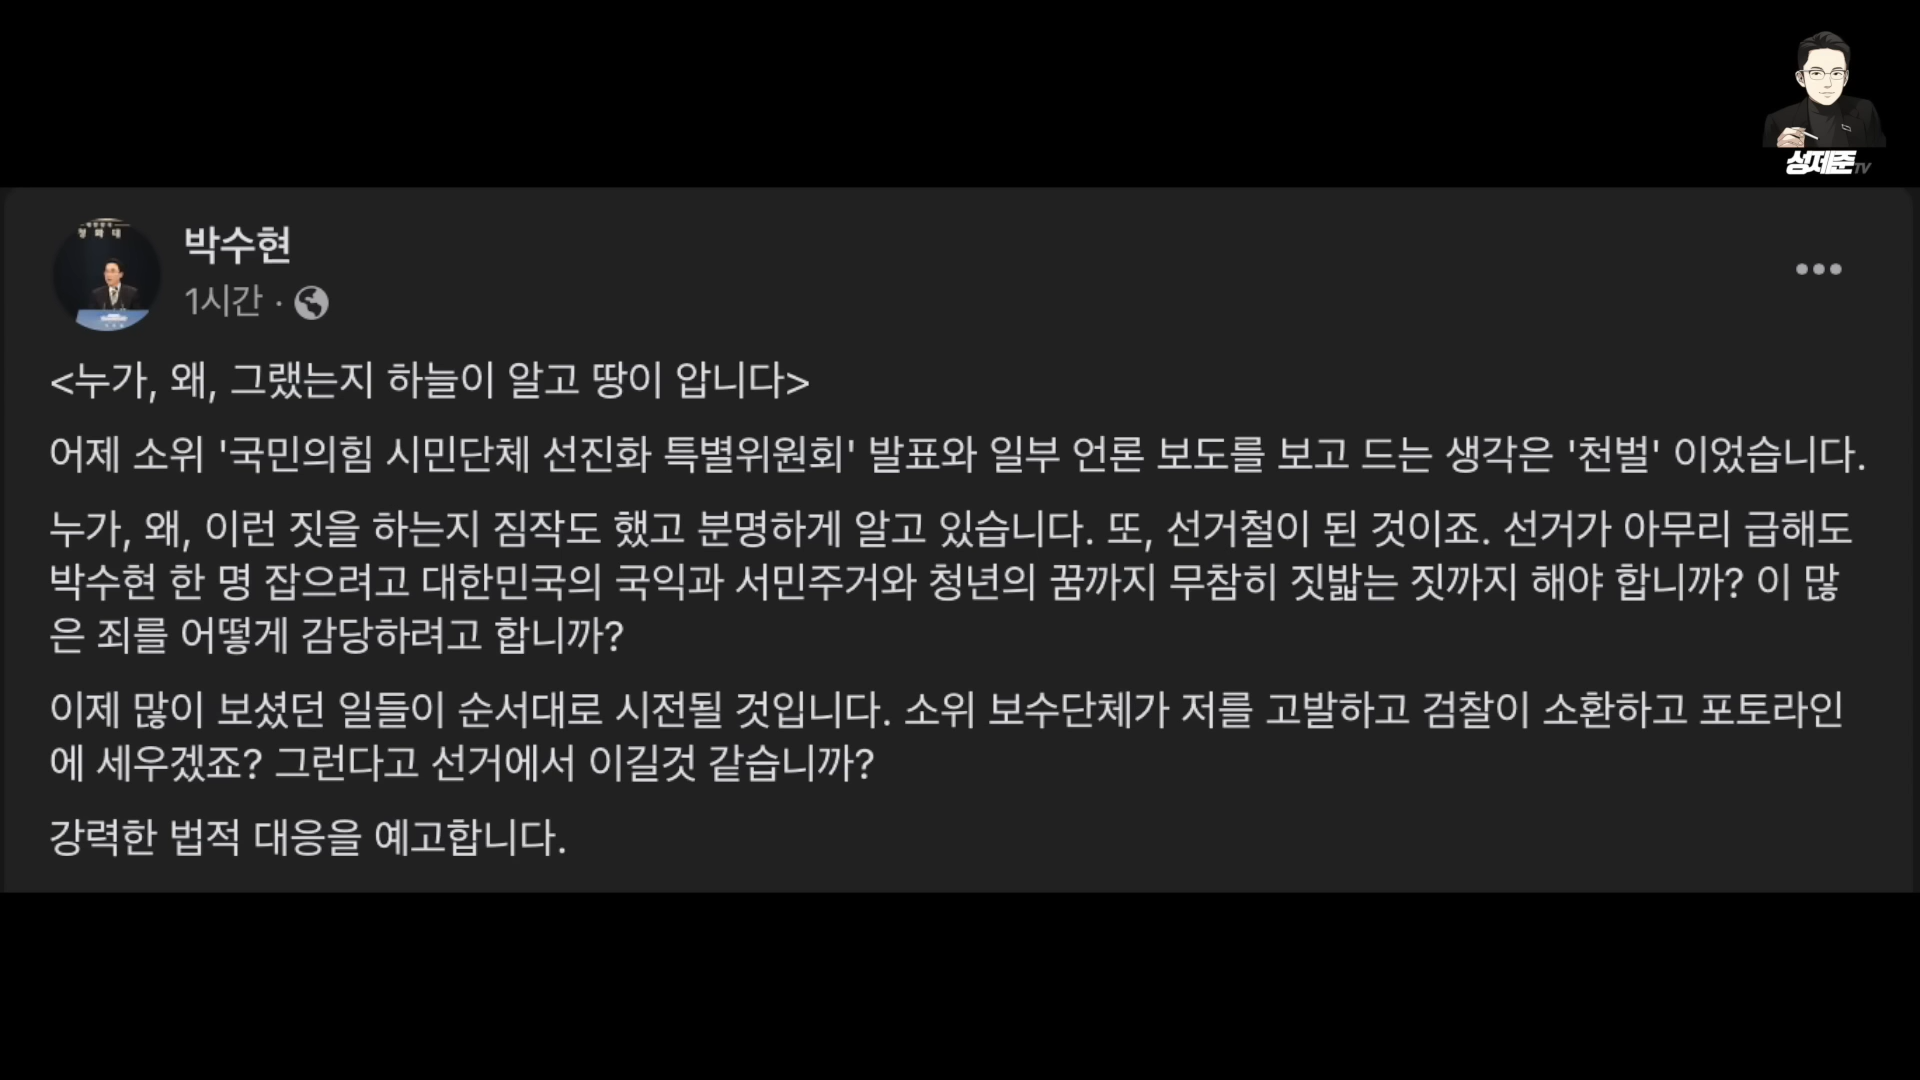 성제준TV
청와대
박수현
1시간 ·
<누가, 왜, 그랬는지 하늘이 알고 땅이 압니다>
어제 소위 '국민의힘 시민단체 선진화 특별위원회' 발표와 일부 언론 보도를 보고 드는 생각은 '천벌' 이었습니다.
누가, 왜, 이런 짓을 하는지 짐작도 했고 분명하게 알고 있습니다. 또, 선거철이 된 것이죠. 선거가 아무리 급해도
박수현 한 명 잡으려고 대한민국의 국익과 서민주거와 청년의 꿈까지 무참히 짓밟는 짓까지 해야 합니까? 이 많
은 죄를 어떻게 감당하려고 합니까?
이제 많이 보셨던 일들이 순서대로 시전될 것입니다. 소위 보수단체가 저를 고발하고 검찰이 소환하고 포토라인
에 세우겠죠? 그런다고 선거에서 이길것 같습니까?
강력한 법적 대응을 예고합니다.